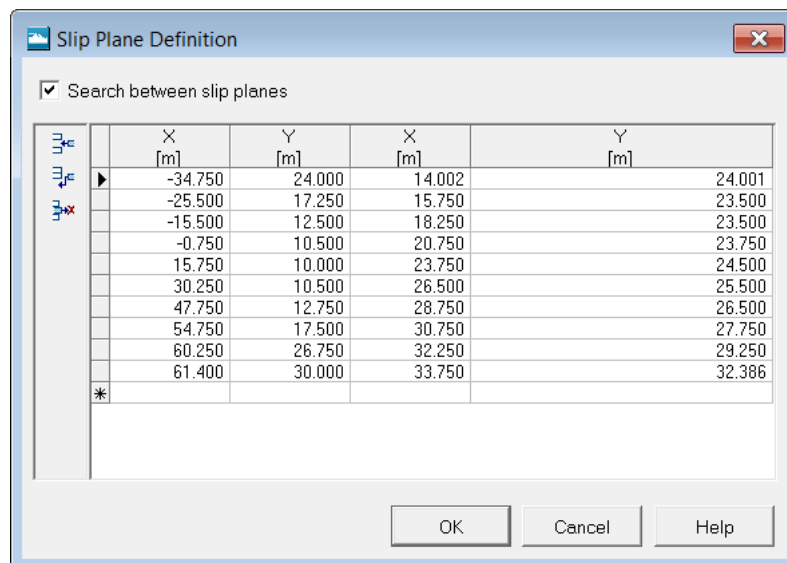 Slip Plane Definition
Search between slip planes
X Y X Y
[m] [m] [m] [m]
-34.750 24.000 14.002 24.001
-25.500 17.250 15.750 23.500
-15.500 12.500 18.250 23.500
-0.750 10.500 20.750 23.750
15.750 10.000 23.750 24.500
30.250 10.500 26.500 25.500
47.750 12.750 28.750 26.500
54.750 17.500 30.750 27.750
60.250 26.750 32.250 29.250
61.400 30.000 33.750 32.386
OK Cancel Help